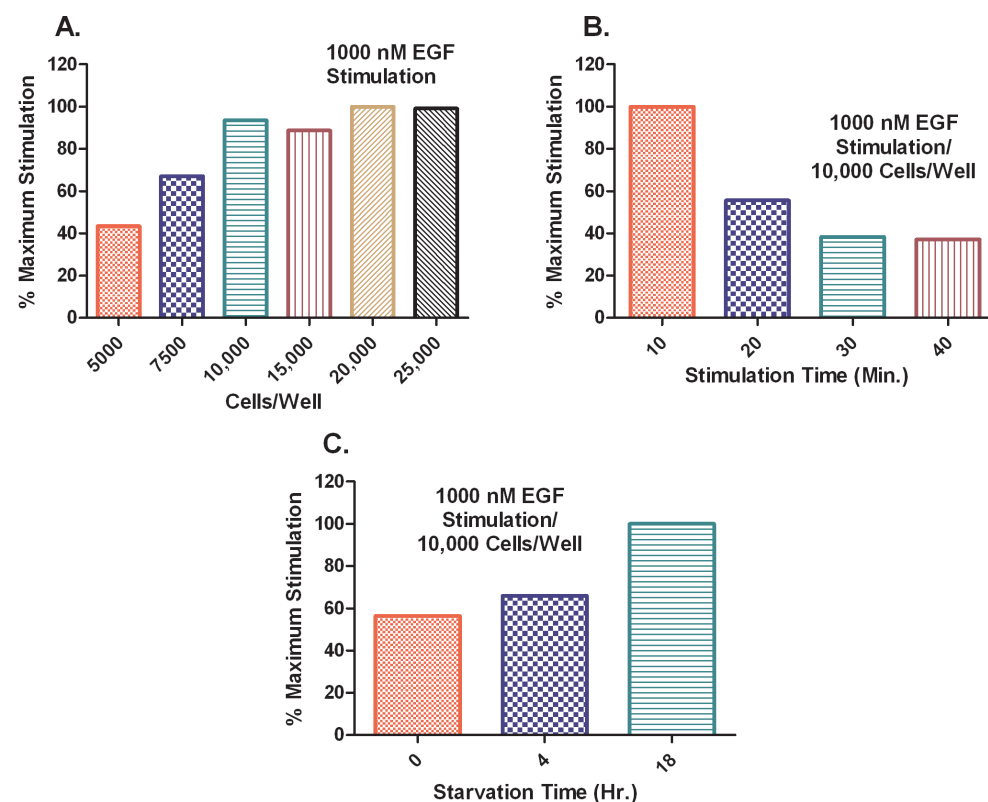 A.
1000 nM EGF
Stimulation
% Maximum Stimulation
120
100
80
60
40
20
0
5000
7500
10,000
15,000
20,000
25,000
Cells/Well
B.
1000 nM EGF
Stimulation/
10,000 Cells/Well
% Maximum Stimulation
120
100
80
60
40
20
0
10
20
30
40
Stimulation Time (Min.)
C.
1000 nM EGF
Stimulation/
10,000 Cells/Well
% Maximum Stimulation
120
100
80
60
40
20
0
0
4
18
Starvation Time (Hr.)